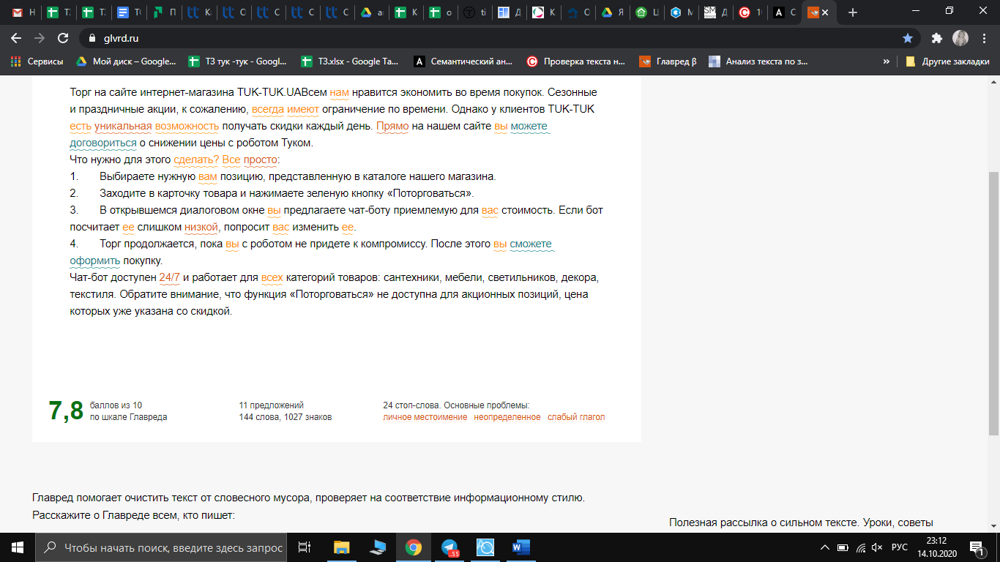 Н Т. Т. ТС П К С С С С а К о ti Д К С Я Ц М Д 1 С
glvrd.ru
Сервисы Мой диск – Google... ТЗ тук -тук - Googl... ТЗ.xlsx - Google Та... Семантический ан... Проверка текста н... Главред β Анализ текста по з... » Другие закладки
Торг на сайте интернет-магазина TUK-TUK.UAВсем нам нравится экономить во время покупок. Сезонные
и праздничные акции, к сожалению, всегда имеют ограничение по времени. Однако у клиентов TUK-TUK
есть уникальная возможность получать скидки каждый день. Прямо на нашем сайте вы можете
договориться о снижении цены с роботом Туком.
Что нужно для этого сделать? Все просто:
1. Выбираете нужную вам позицию, представленную в каталоге нашего магазина.
2. Заходите в карточку товара и нажимаете зеленую кнопку «Поторговаться».
3. В открывшемся диалоговом окне вы предлагаете чат-боту приемлемую для вас стоимость. Если бот
посчитает ее слишком низкой, попросит вас изменить ее.
4. Торг продолжается, пока вы с роботом не придете к компромиссу. После этого вы сможете
оформить покупку.
Чат-бот доступен 24/7 и работает для всех категорий товаров: сантехники, мебели, светильников, декора,
текстиля. Обратите внимание, что функция «Поторговаться» не доступна для акционных позиций, цена
которых уже указана со скидкой.
7,8 баллов из 10 11 предложений 24 стоп-слова. Основные проблемы:
по шкале Главреда 144 слова, 1027 знаков личное местоимение неопределенное слабый глагол
Главред помогает очистить текст от словесного мусора, проверяет на соответствие информационному стилю.
Расскажите о Главреде всем, кто пишет:
Полезная рассылка о сильном тексте. Уроки, советы
Чтобы начать поиск, введите здесь запрос
.55
РУС
23:12
14.10.2020
1